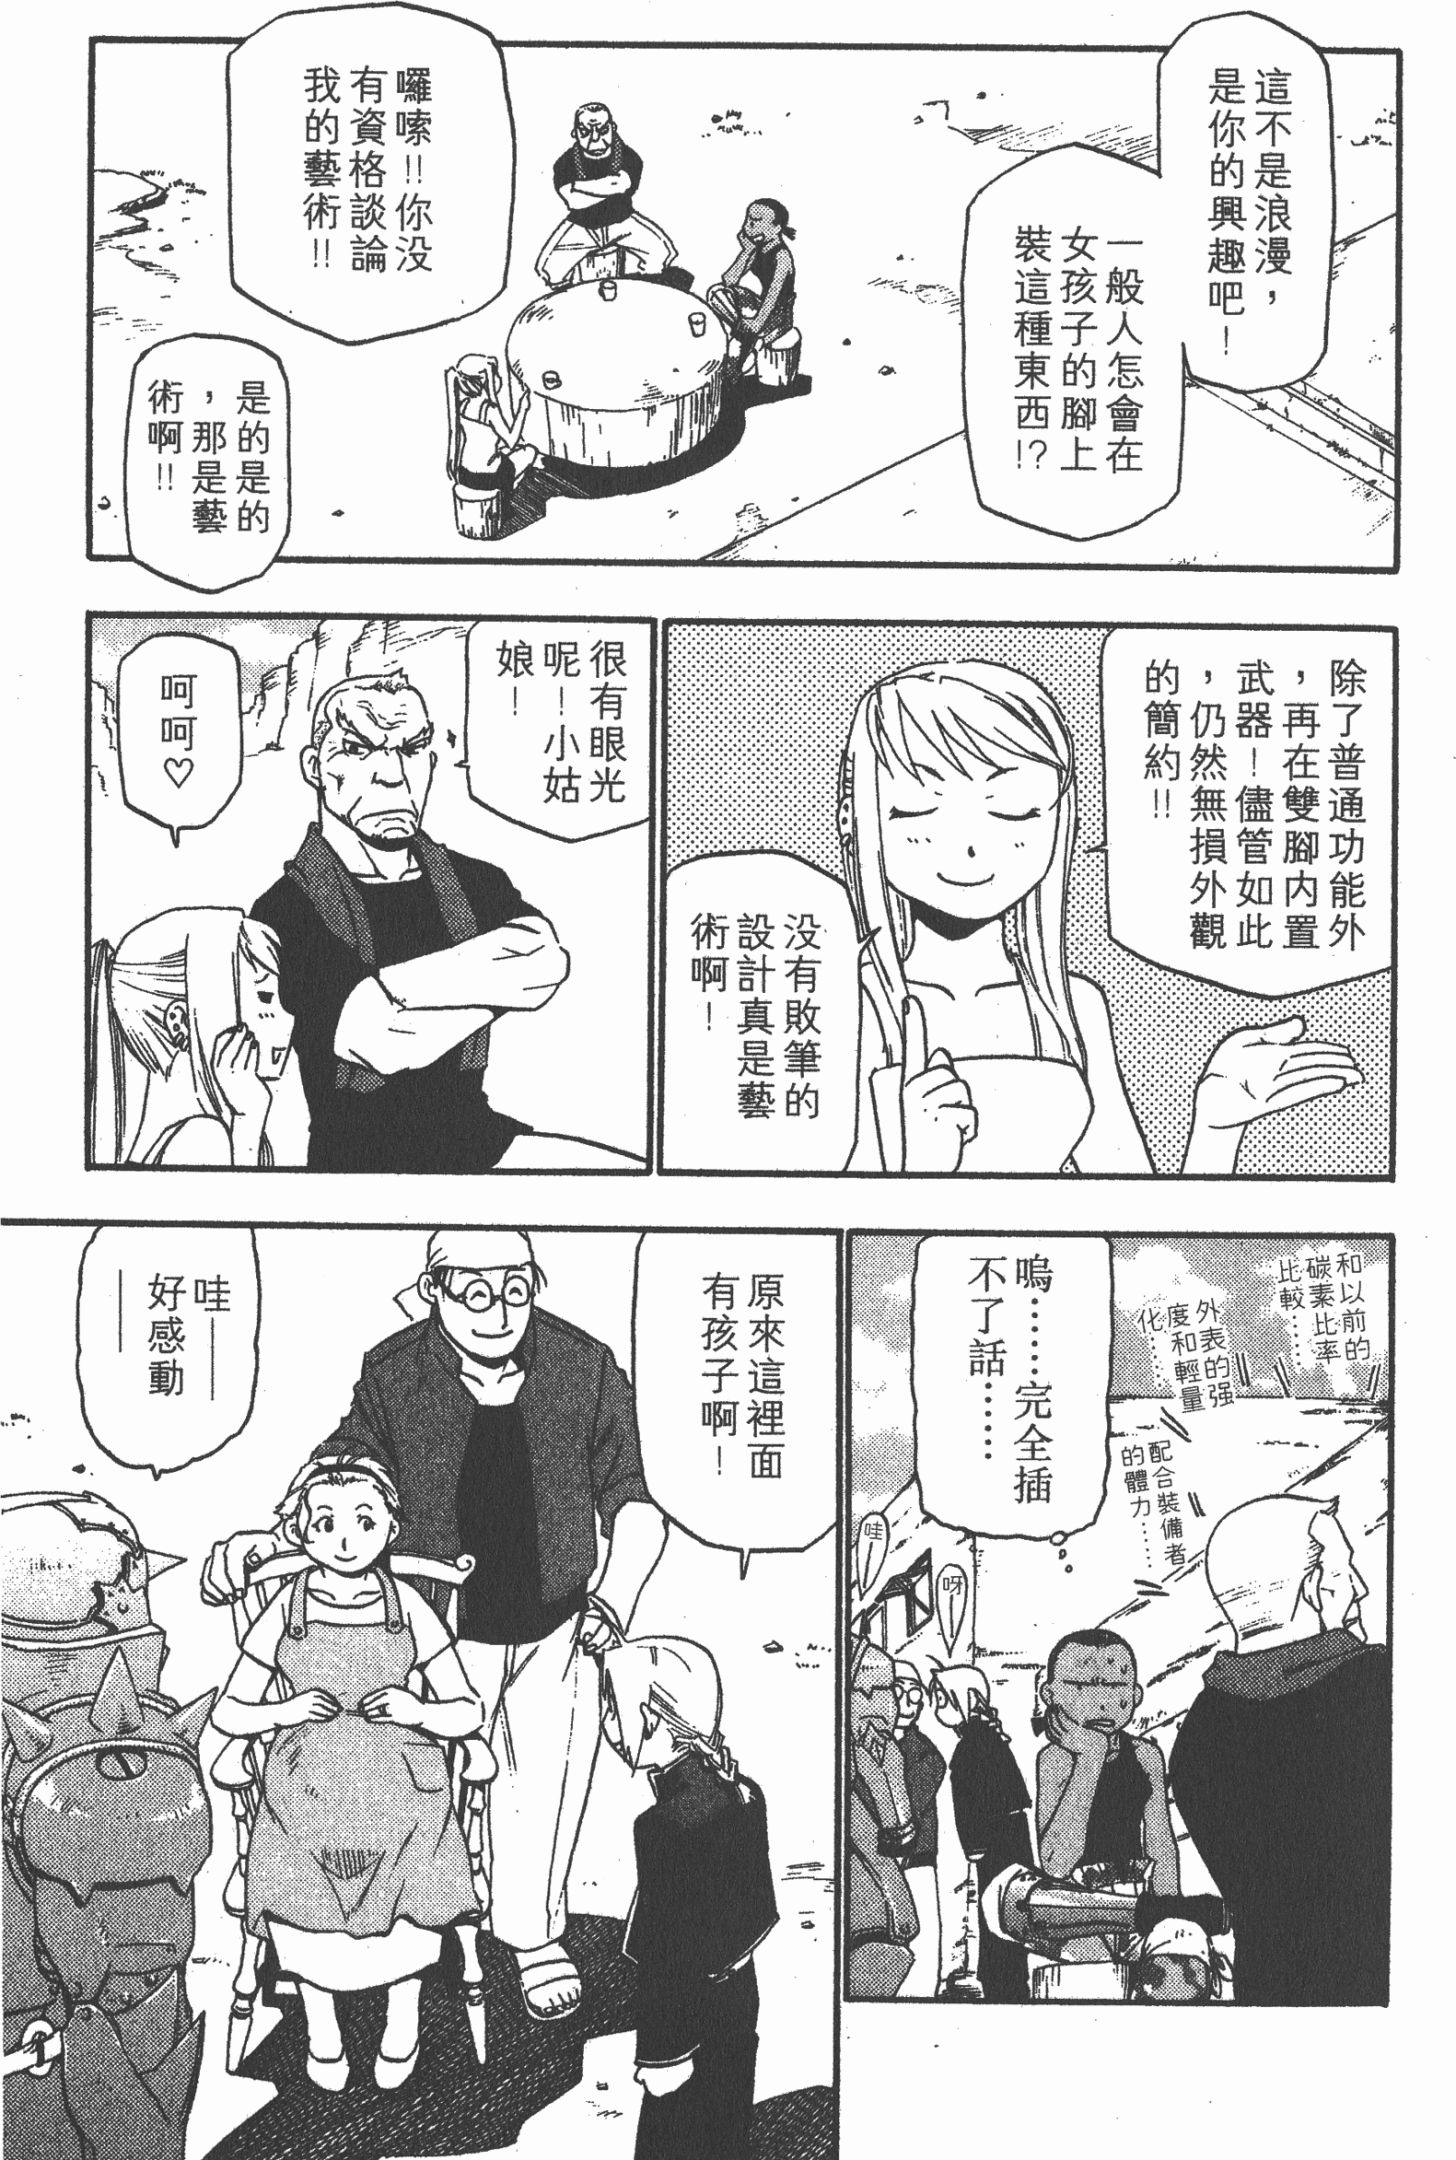 這不是浪漫，
是你的興趣吧！
一般人怎會在
女孩子的腳上
裝這種東西!?
囉嗦!!你没
有資格談論
我的藝術!!
是的是的
，那是藝
術啊!!
除了普通功能外
，再在雙腳內置
武器！儘管如此
，仍然無損外觀
的簡約!!
没有敗筆的
設計真是藝
術啊！
很有眼光
呢！小姑
娘！
呵呵♡
和以前的
碳素比率
比較……
外表的强
度和輕量
化……
配合裝備者
的體力……
嗚……完全插
不了話……
哇
呀
原來這裡面
有孩子啊！
哇——
好感動
——